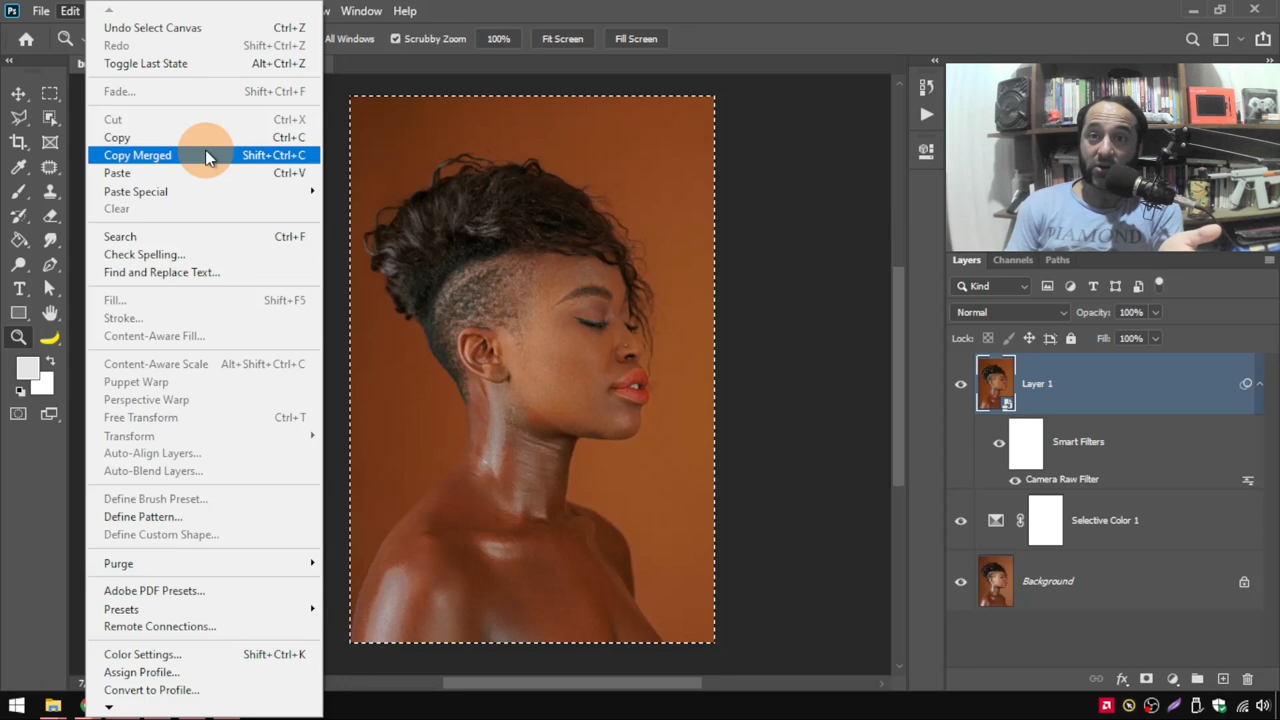 Ps File Edit Window Help
All Windows Scrubby Zoom 100% Fit Screen Fill Screen
Undo Select Canvas Ctrl+Z
Redo Shift+Ctrl+Z
Toggle Last State Alt+Ctrl+Z
Fade... Shift+Ctrl+F
Cut Ctrl+X
Copy Ctrl+C
Copy Merged Shift+Ctrl+C
Paste Ctrl+V
Paste Special
Clear
Search Ctrl+F
Check Spelling...
Find and Replace Text...
Fill... Shift+F5
Stroke...
Content-Aware Fill...
Content-Aware Scale Alt+Shift+Ctrl+C
Puppet Warp
Perspective Warp
Free Transform Ctrl+T
Transform
Auto-Align Layers...
Auto-Blend Layers...
Define Brush Preset...
Define Pattern...
Define Custom Shape...
Purge
Adobe PDF Presets...
Presets
Remote Connections...
Color Settings... Shift+Ctrl+K
Assign Profile...
Convert to Profile...
DIAMOND
Layers Channels Paths
Kind
Normal Opacity: 100%
Lock: Fill: 100%
Layer 1
Smart Filters
Camera Raw Filter
Selective Color 1
Background